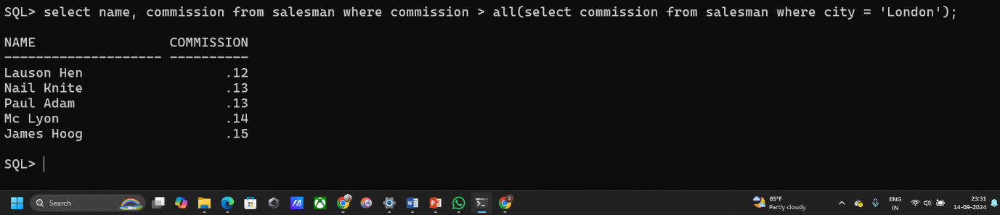 SQL> select name, commission from salesman where commission > all(select commission from salesman where city = 'London');
NAME                 COMMISSION
-------------------- ----------
Lauson Hen                  .12
Nail Knite                  .13
Paul Adam                   .13
Mc Lyon                     .14
James Hoog                  .15
SQL>
Search
85°F
Partly cloudy
ENG
IN
23:31
14-09-2024